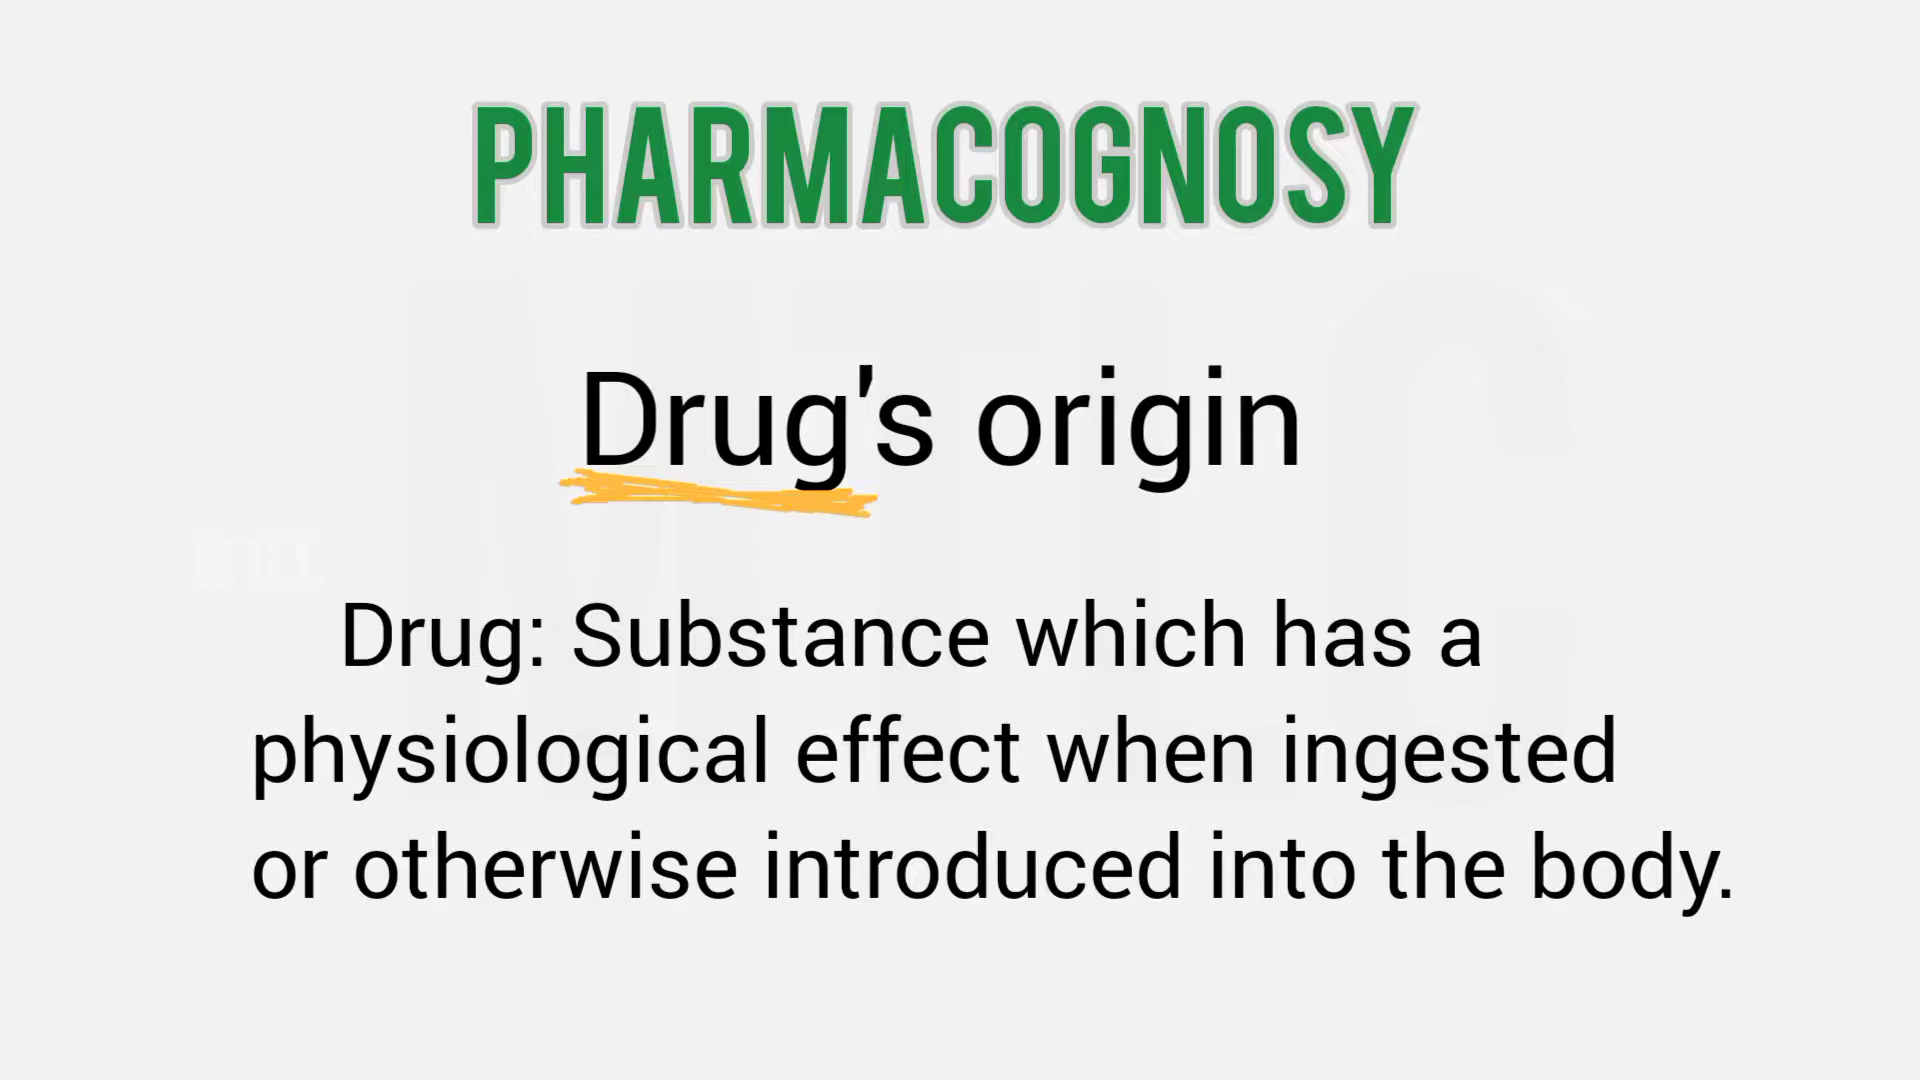 PHARMACOGNOSY
Drug's origin
Drug: Substance which has a
physiological effect when ingested
or otherwise introduced into the body.